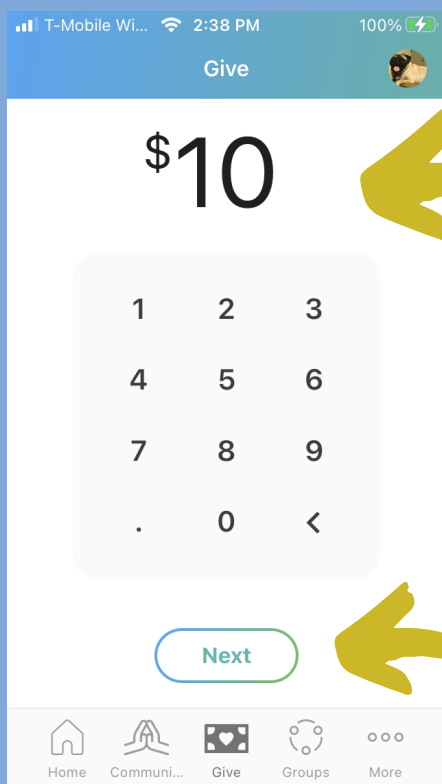 T-Mobile Wi... 2:38 PM 100%
Give
$10
1 2 3
4 5 6
7 8 9
. 0 <
Next
Home Communi... Give Groups More